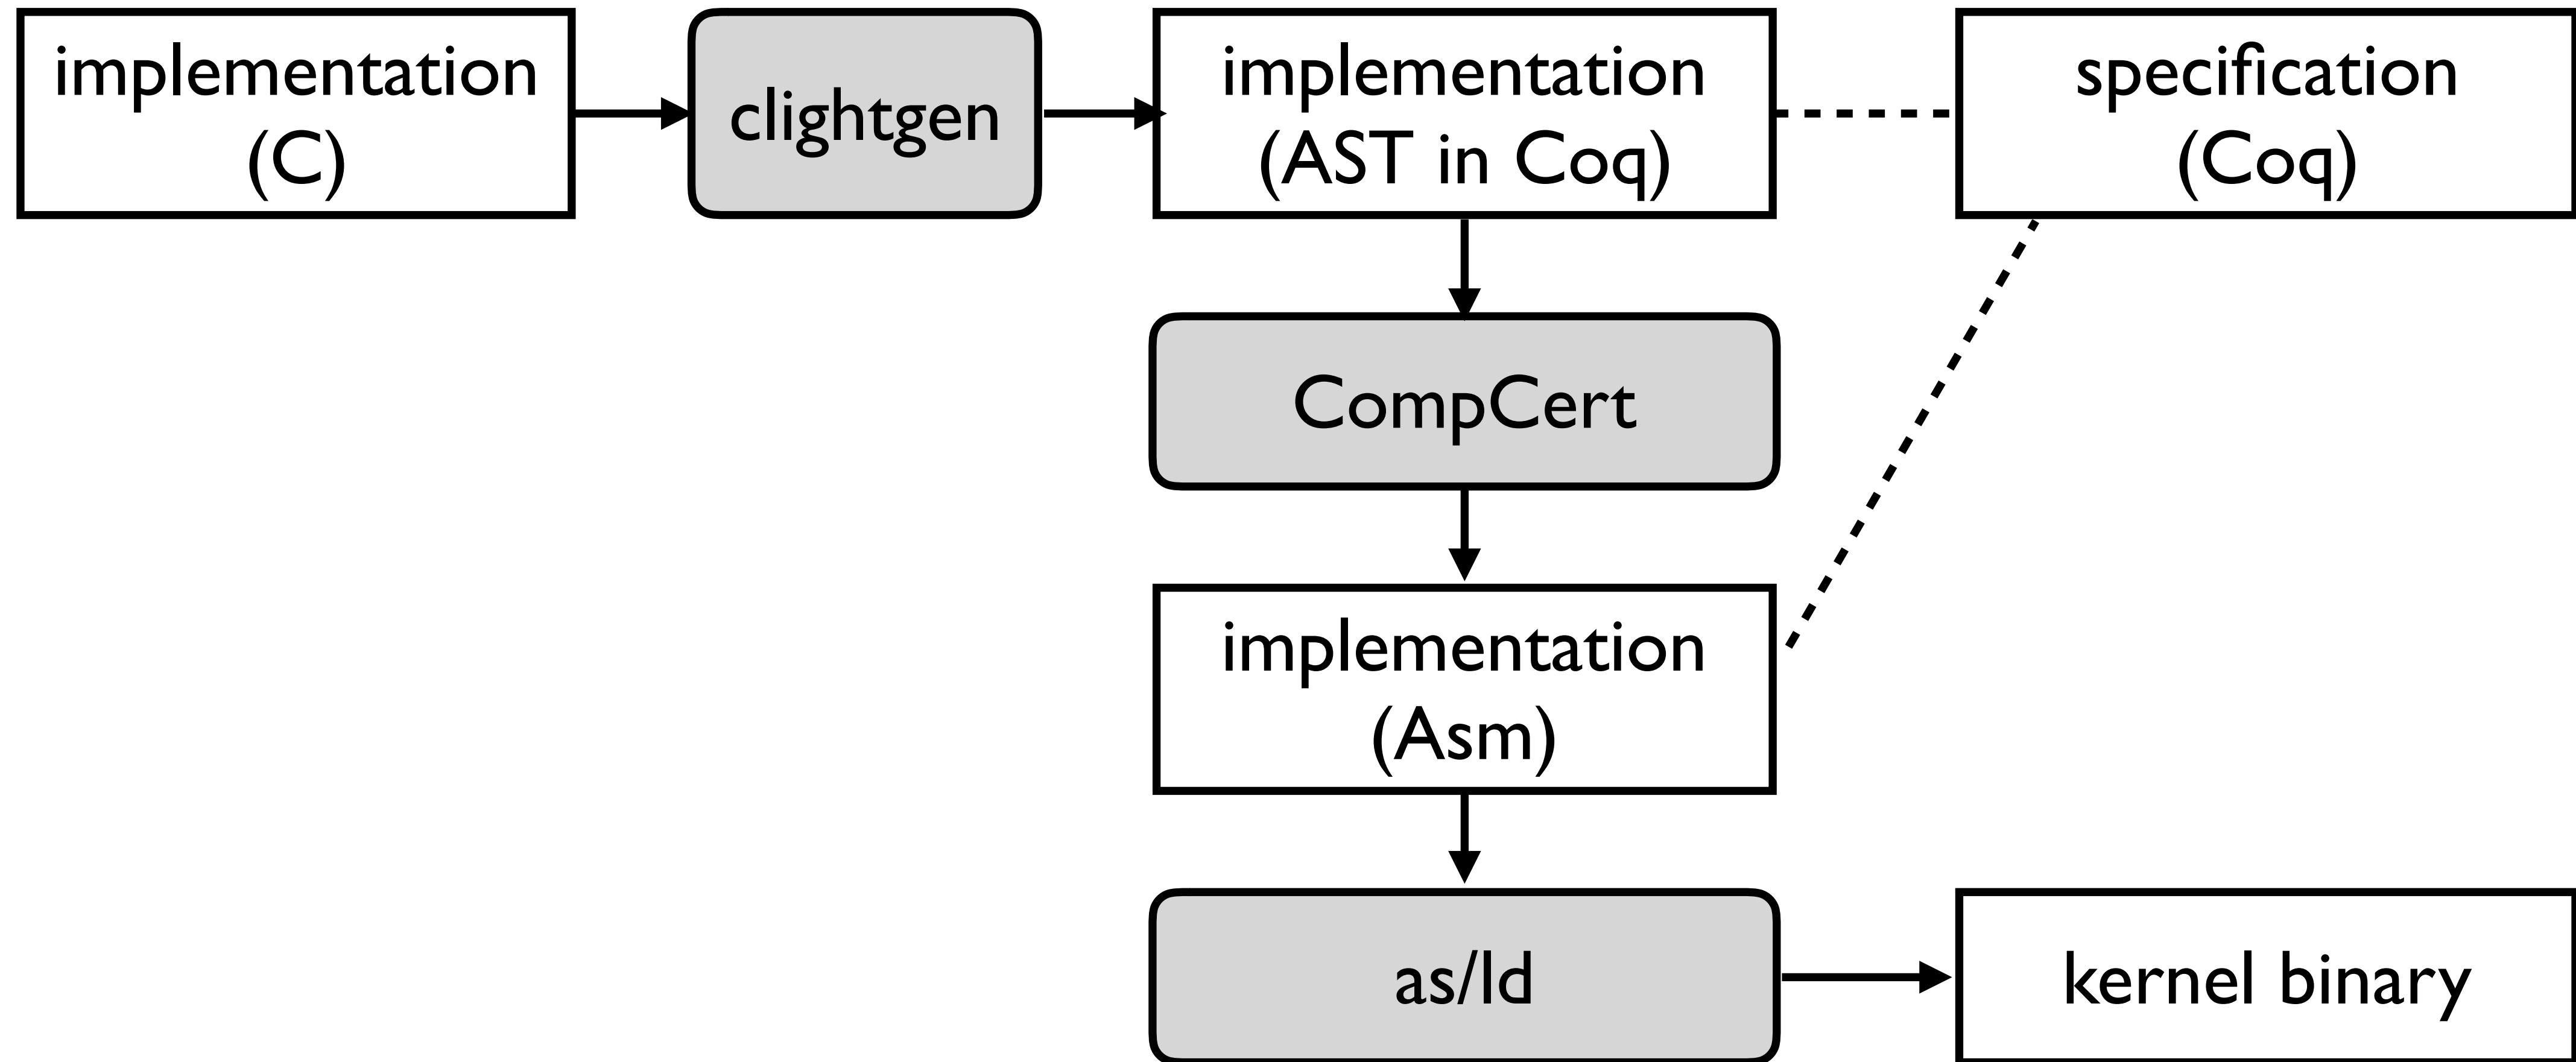 implementation
(C)
clightgen
implementation
(AST in Coq)
specification
(Coq)
CompCert
implementation
(Asm)
as/ld
kernel binary